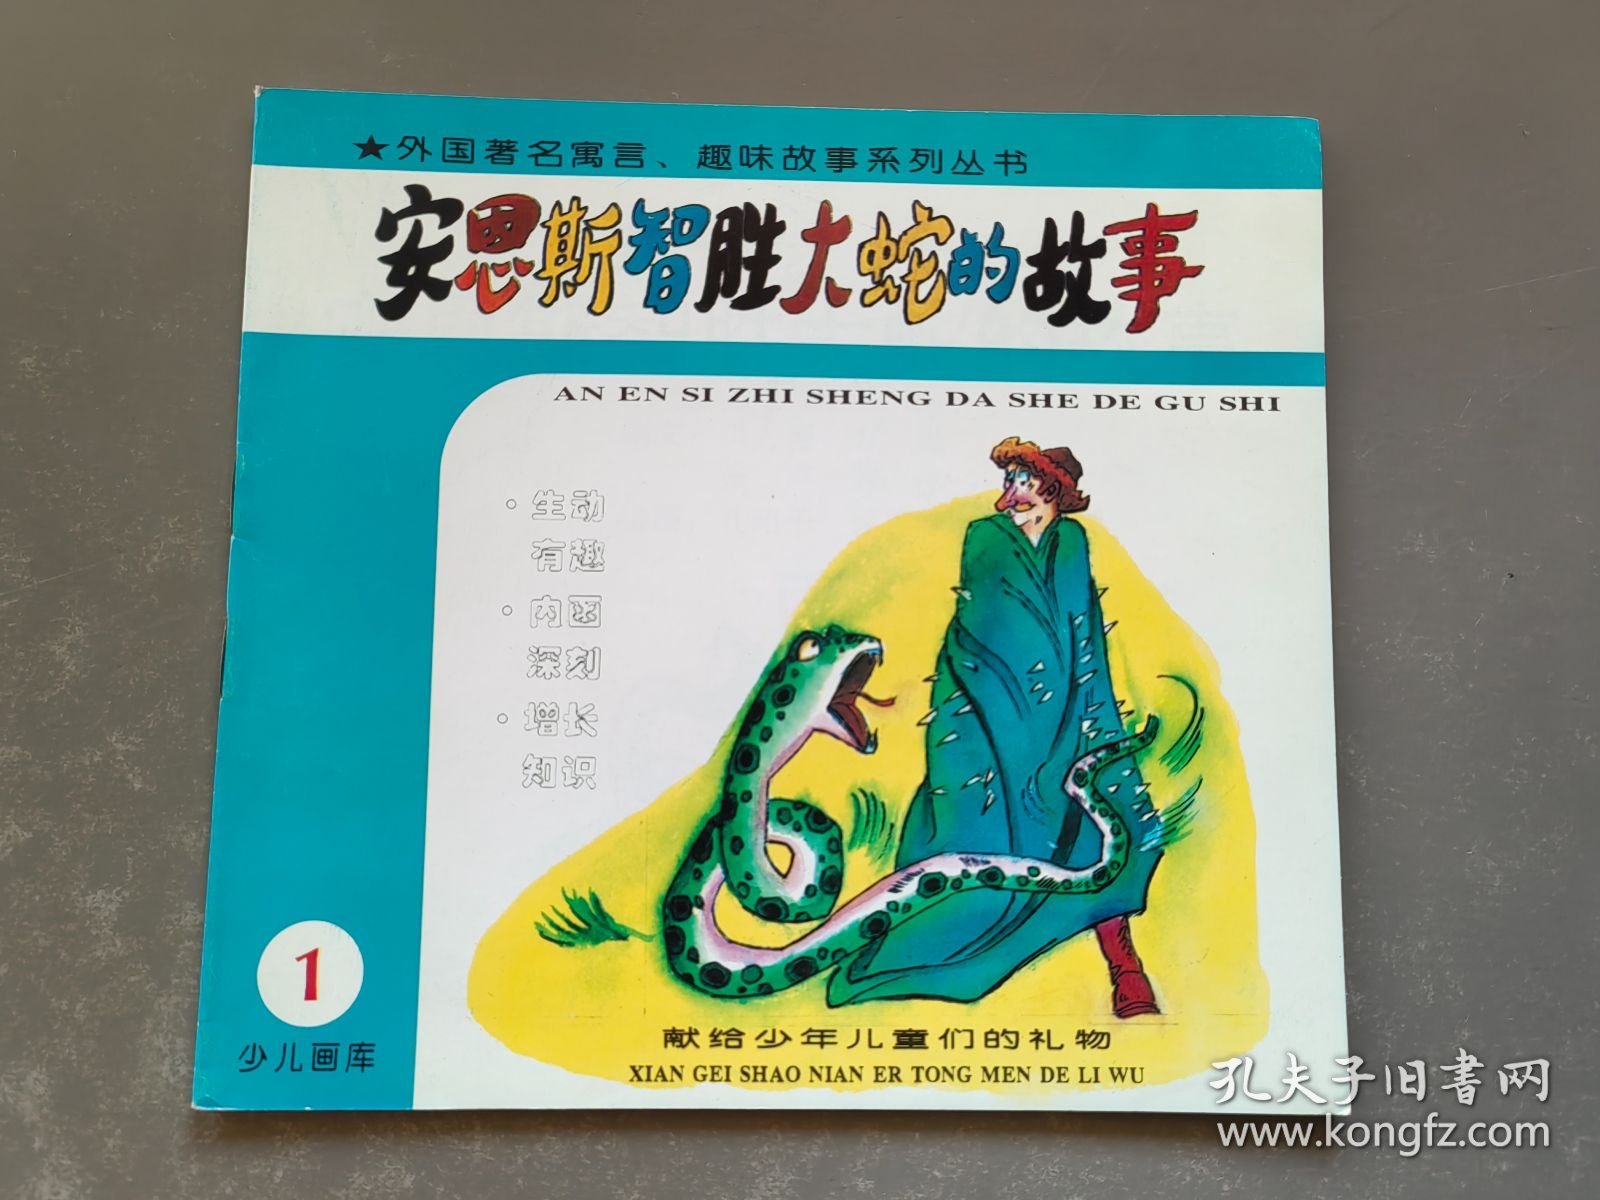 ★外国著名寓言、趣味故事系列丛书
安恩斯智胜大蛇的故事
AN EN SI ZHI SHENG DA SHE DE GU SHI
·生动
有趣
·内函
深刻
·增长
知识
1
少儿画库
献给少年儿童们的礼物
XIAN GEI SHAO NIAN ER TONG MEN DE LI WU
孔夫子旧书网
www.kongfz.com